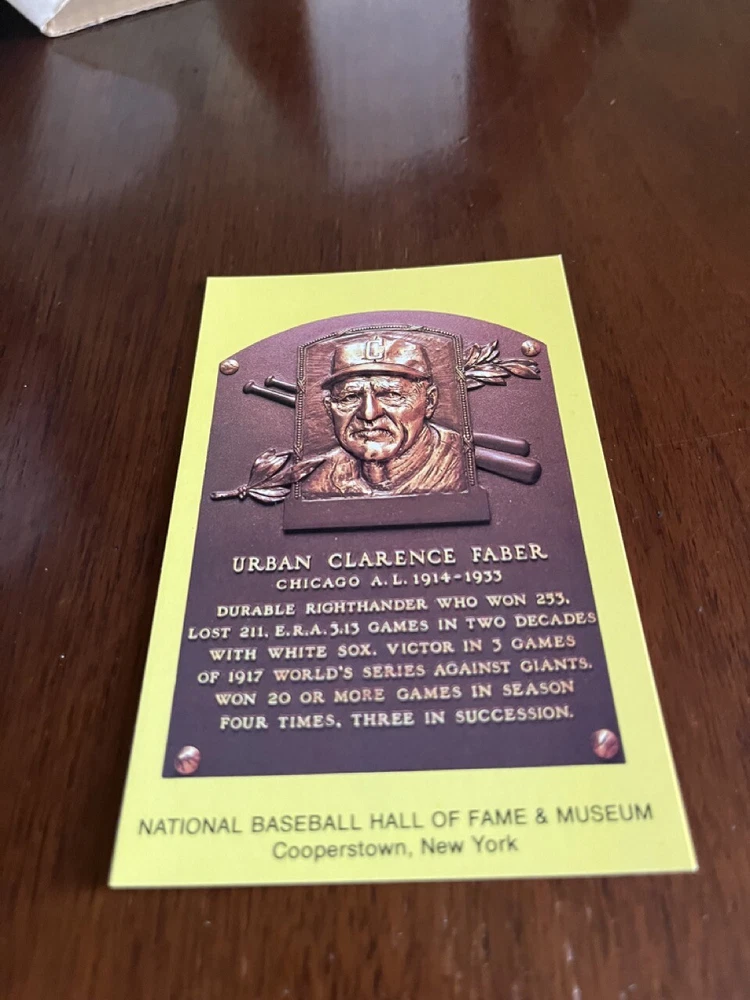 C
URBAN CLARENCE FABER
CHICAGO A.L. 1914-1933
DURABLE RIGHTHANDER WHO WON 253,
LOST 211, E.R.A. 3.13 GAMES IN TWO DECADES
WITH WHITE SOX. VICTOR IN 3 GAMES
OF 1917 WORLD'S SERIES AGAINST GIANTS.
WON 20 OR MORE GAMES IN SEASON
FOUR TIMES, THREE IN SUCCESSION.
NATIONAL BASEBALL HALL OF FAME & MUSEUM
Cooperstown, New York